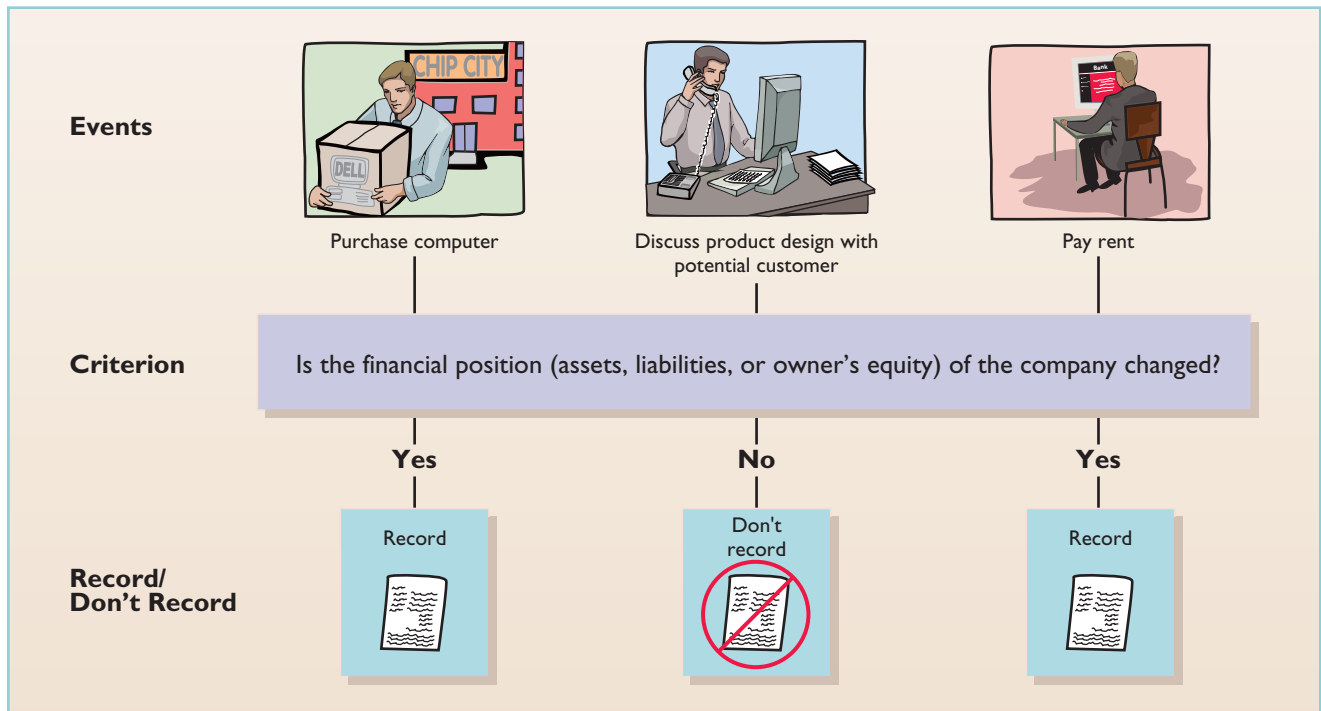 CHIP CITY
DELL
Bank
Events
Purchase computer
Discuss product design with
potential customer
Pay rent
Criterion
Is the financial position (assets, liabilities, or owner's equity) of the company changed?
Yes
No
Yes
Record/
Don't Record
Record
Don't
record
Record